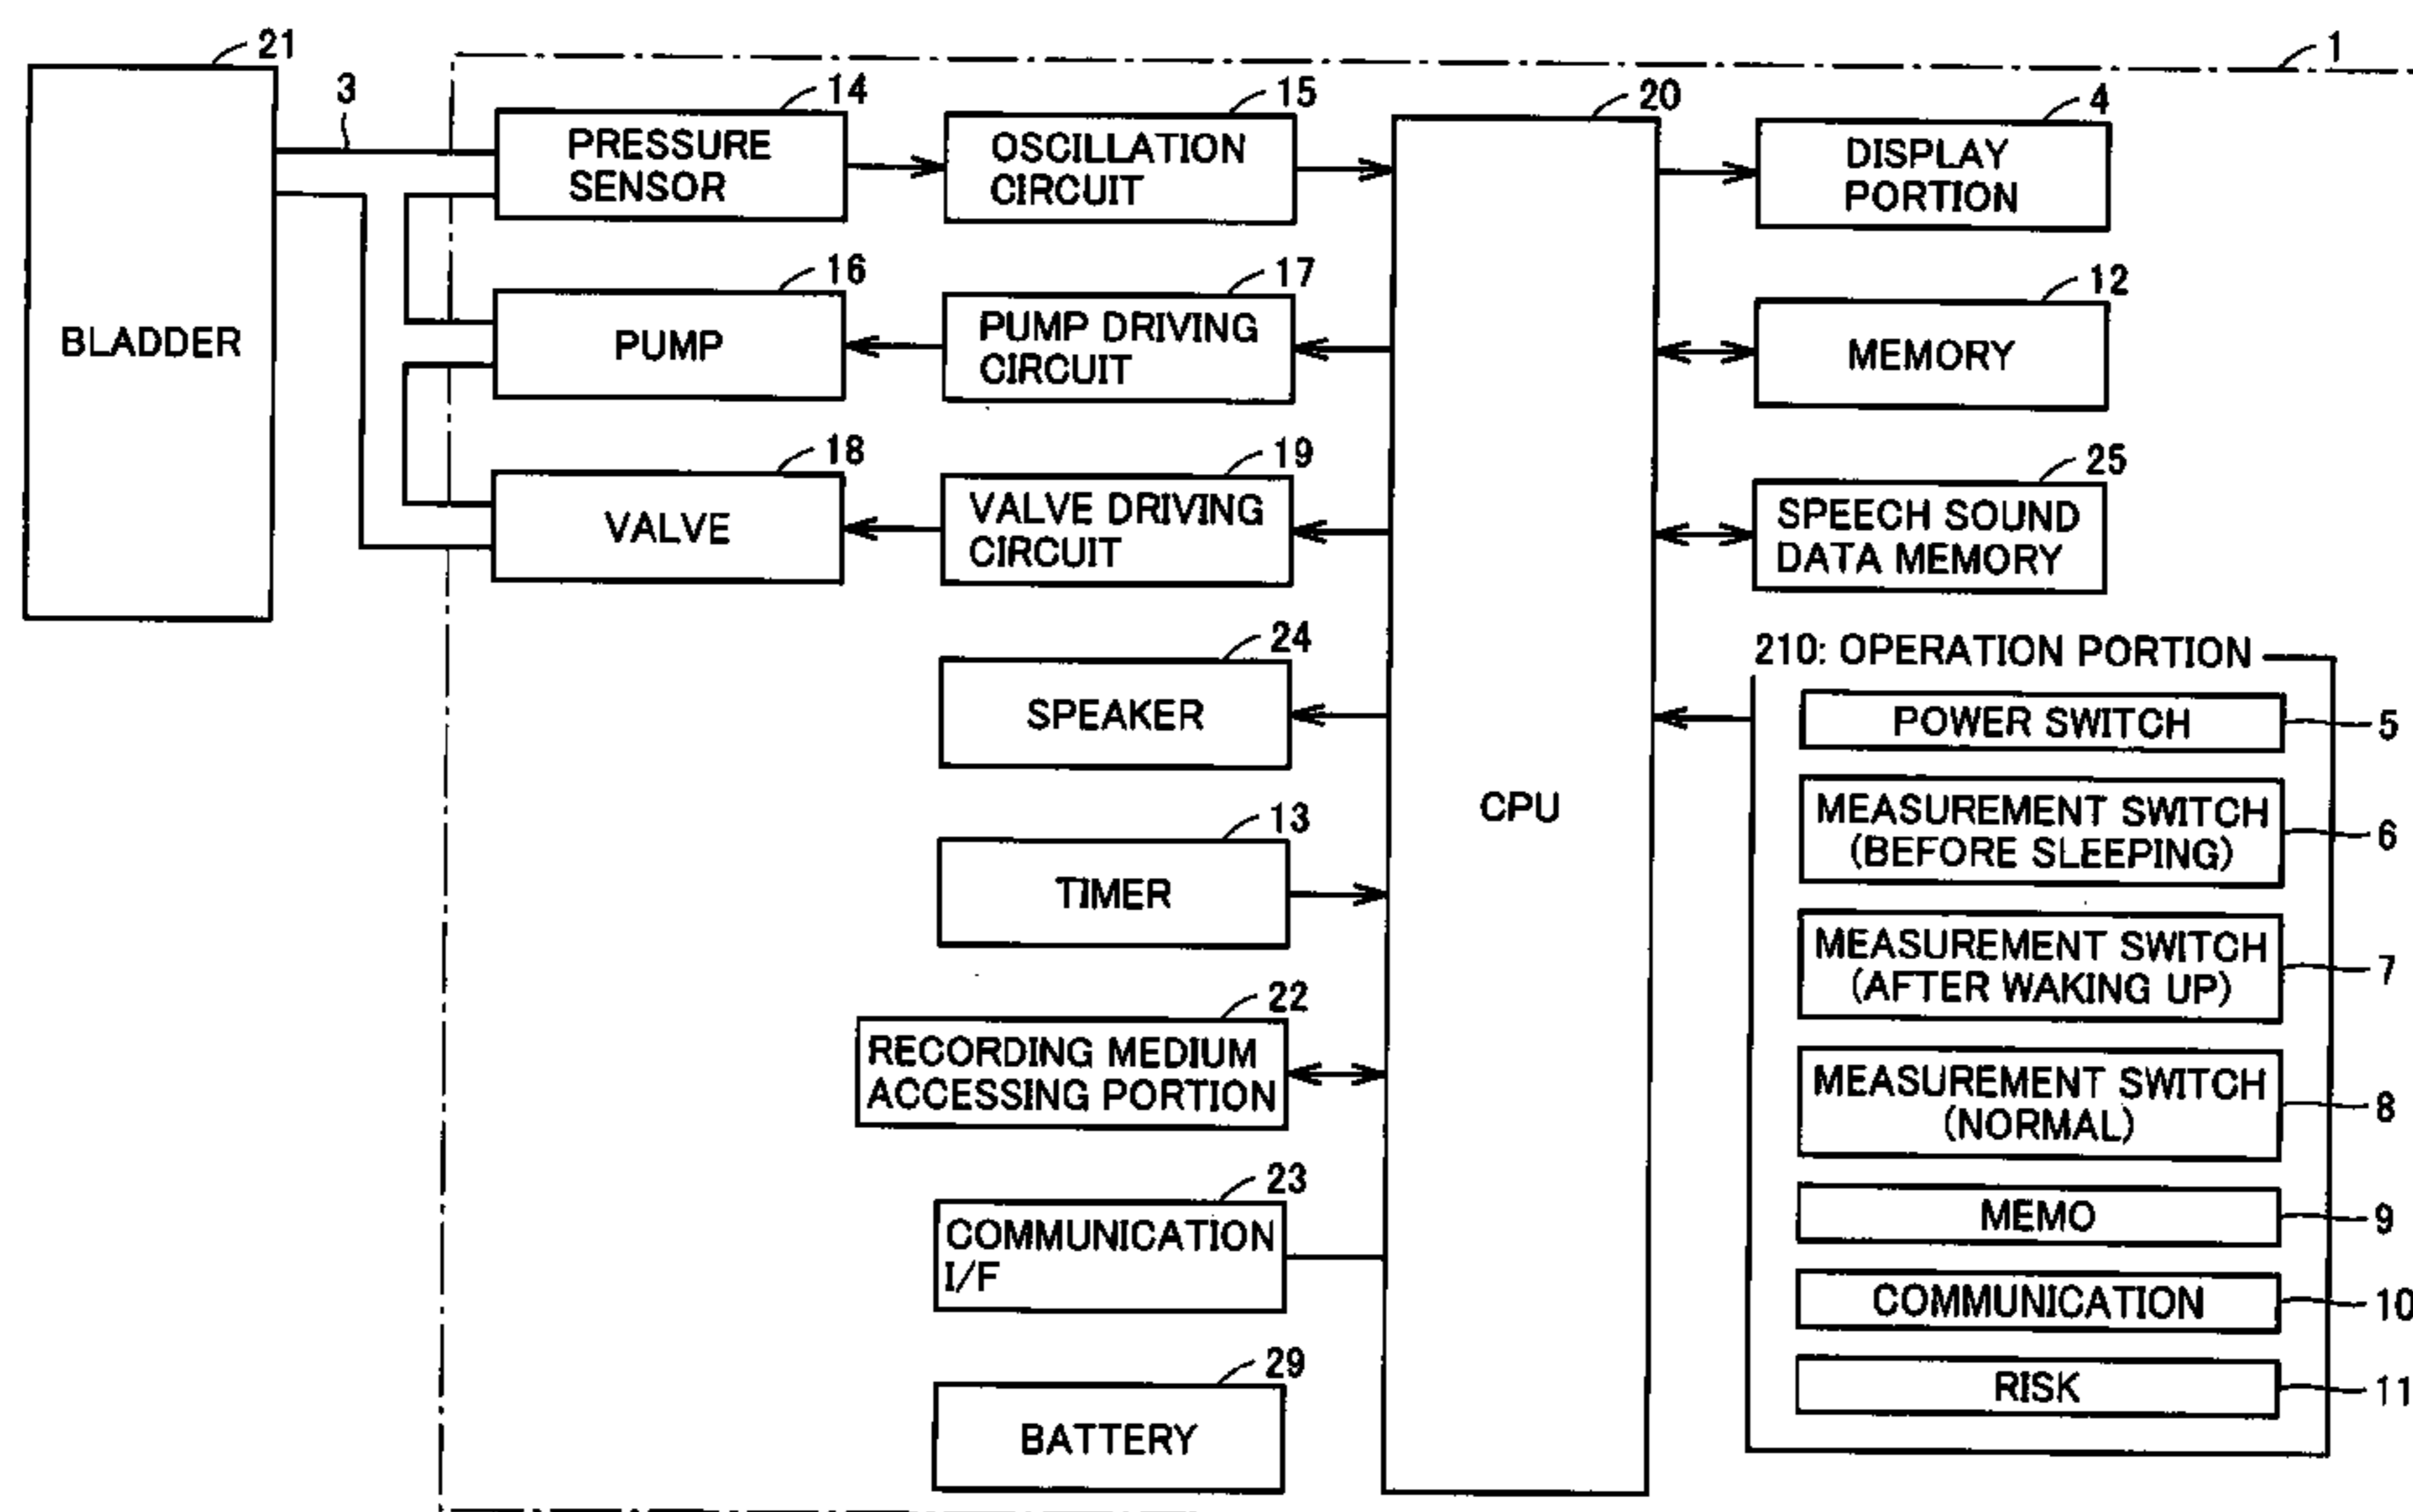 21
1
3
14
15
20
4
PRESSURE
SENSOR
OSCILLATION
CIRCUIT
DISPLAY
PORTION
16
17
12
BLADDER
PUMP
PUMP DRIVING
CIRCUIT
MEMORY
18
19
25
VALVE
VALVE DRIVING
CIRCUIT
SPEECH SOUND
DATA MEMORY
24
SPEAKER
13
TIMER
22
RECORDING MEDIUM
ACCESSING PORTION
23
COMMUNICATION
I/F
29
BATTERY
CPU
210: OPERATION PORTION
POWER SWITCH
5
MEASUREMENT SWITCH
(BEFORE SLEEPING)
6
MEASUREMENT SWITCH
(AFTER WAKING UP)
7
MEASUREMENT SWITCH
(NORMAL)
8
MEMO
9
COMMUNICATION
10
RISK
11